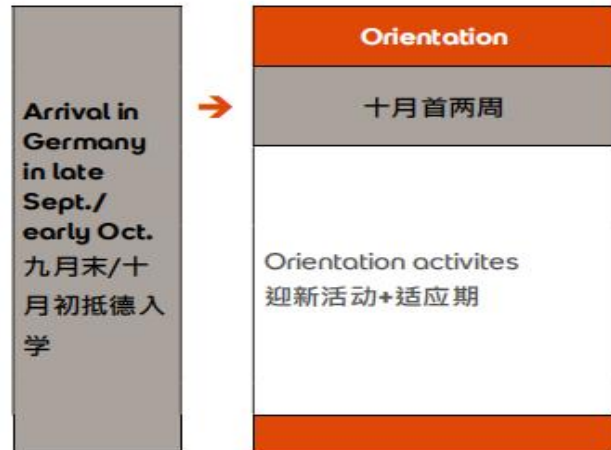 Arrival in
Germany
in late
Sept./
early Oct.
九月末/十
月初抵德入
学
Orientation
十月首两周
Orientation activites
迎新活动+适应期